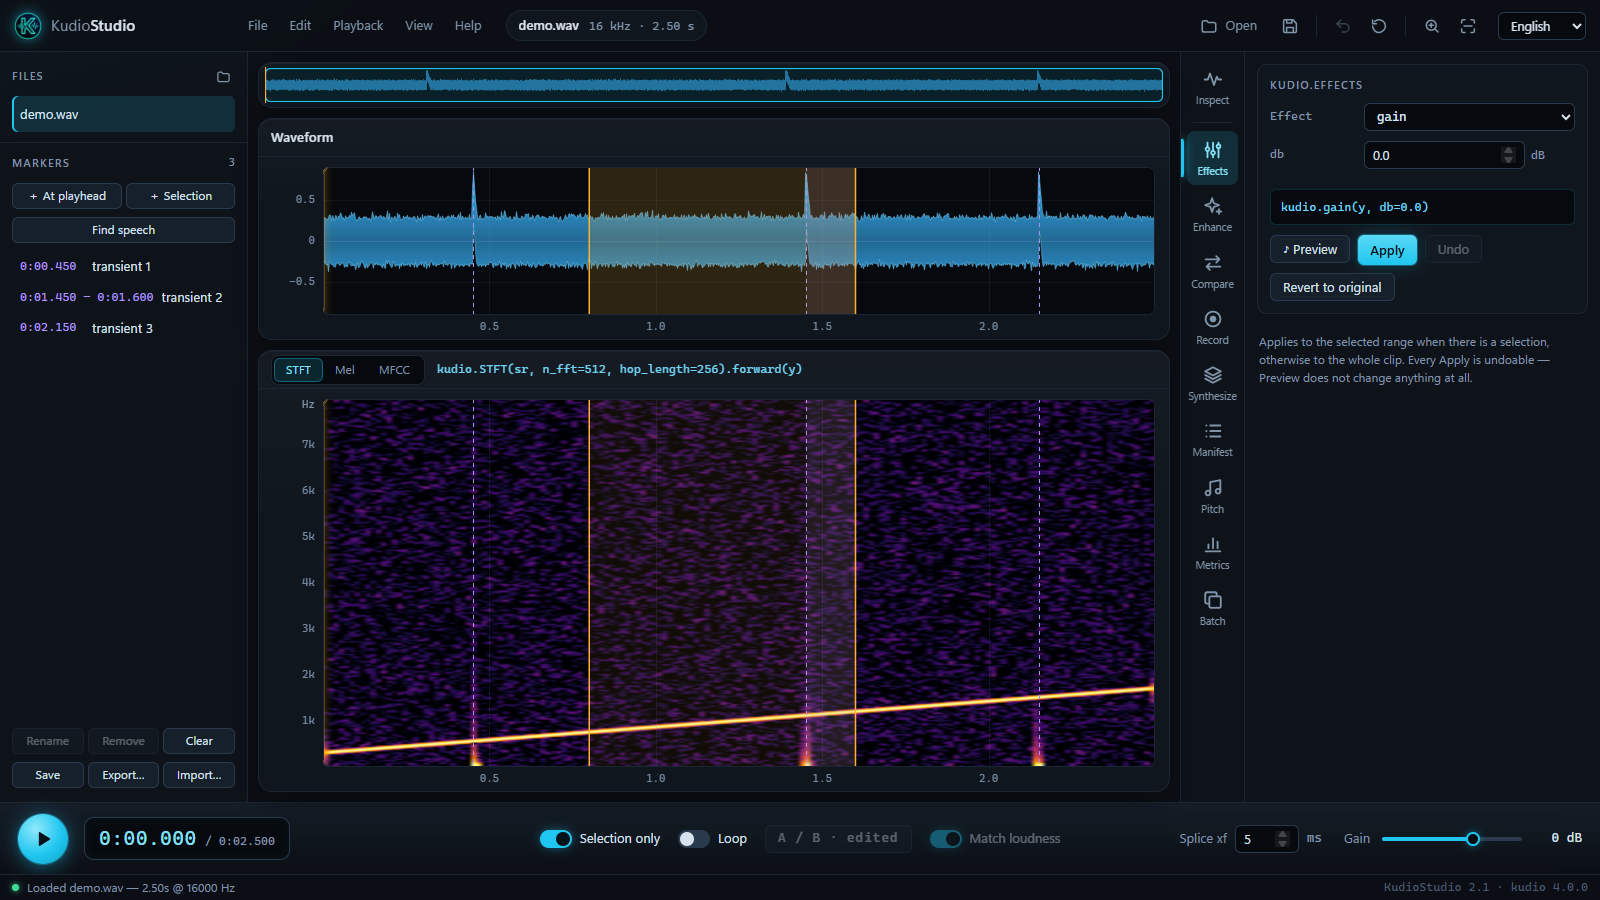 KudioStudio
File Edit Playback View Help
demo.wav 16 kHz · 2.50 s
Open
English
FILES
demo.wav
MARKERS 3
+ At playhead + Selection
Find speech
0:00.450 transient 1
0:01.450 – 0:01.600 transient 2
0:02.150 transient 3
Rename Remove Clear
Save Export... Import...
Waveform
0.5
0
−0.5
0.5 1.0 1.5 2.0
STFT Mel MFCC kudio.STFT(sr, n_fft=512, hop_length=256).forward(y)
Hz
7k
6k
5k
4k
3k
2k
1k
0.5 1.0 1.5 2.0
Inspect
Effects
Enhance
Compare
Record
Synthesize
Manifest
Pitch
Metrics
Batch
KUDIO.EFFECTS
Effect gain
db 0.0 dB
kudio.gain(y, db=0.0)
♪ Preview Apply Undo
Revert to original
Applies to the selected range when there is a selection,
otherwise to the whole clip. Every Apply is undoable —
Preview does not change anything at all.
0:00.000 / 0:02.500
Selection only Loop A / B · edited Match loudness
Splice xf 5 ms Gain 0 dB
Loaded demo.wav — 2.50s @ 16000 Hz
KudioStudio 2.1 · kudio 4.0.0